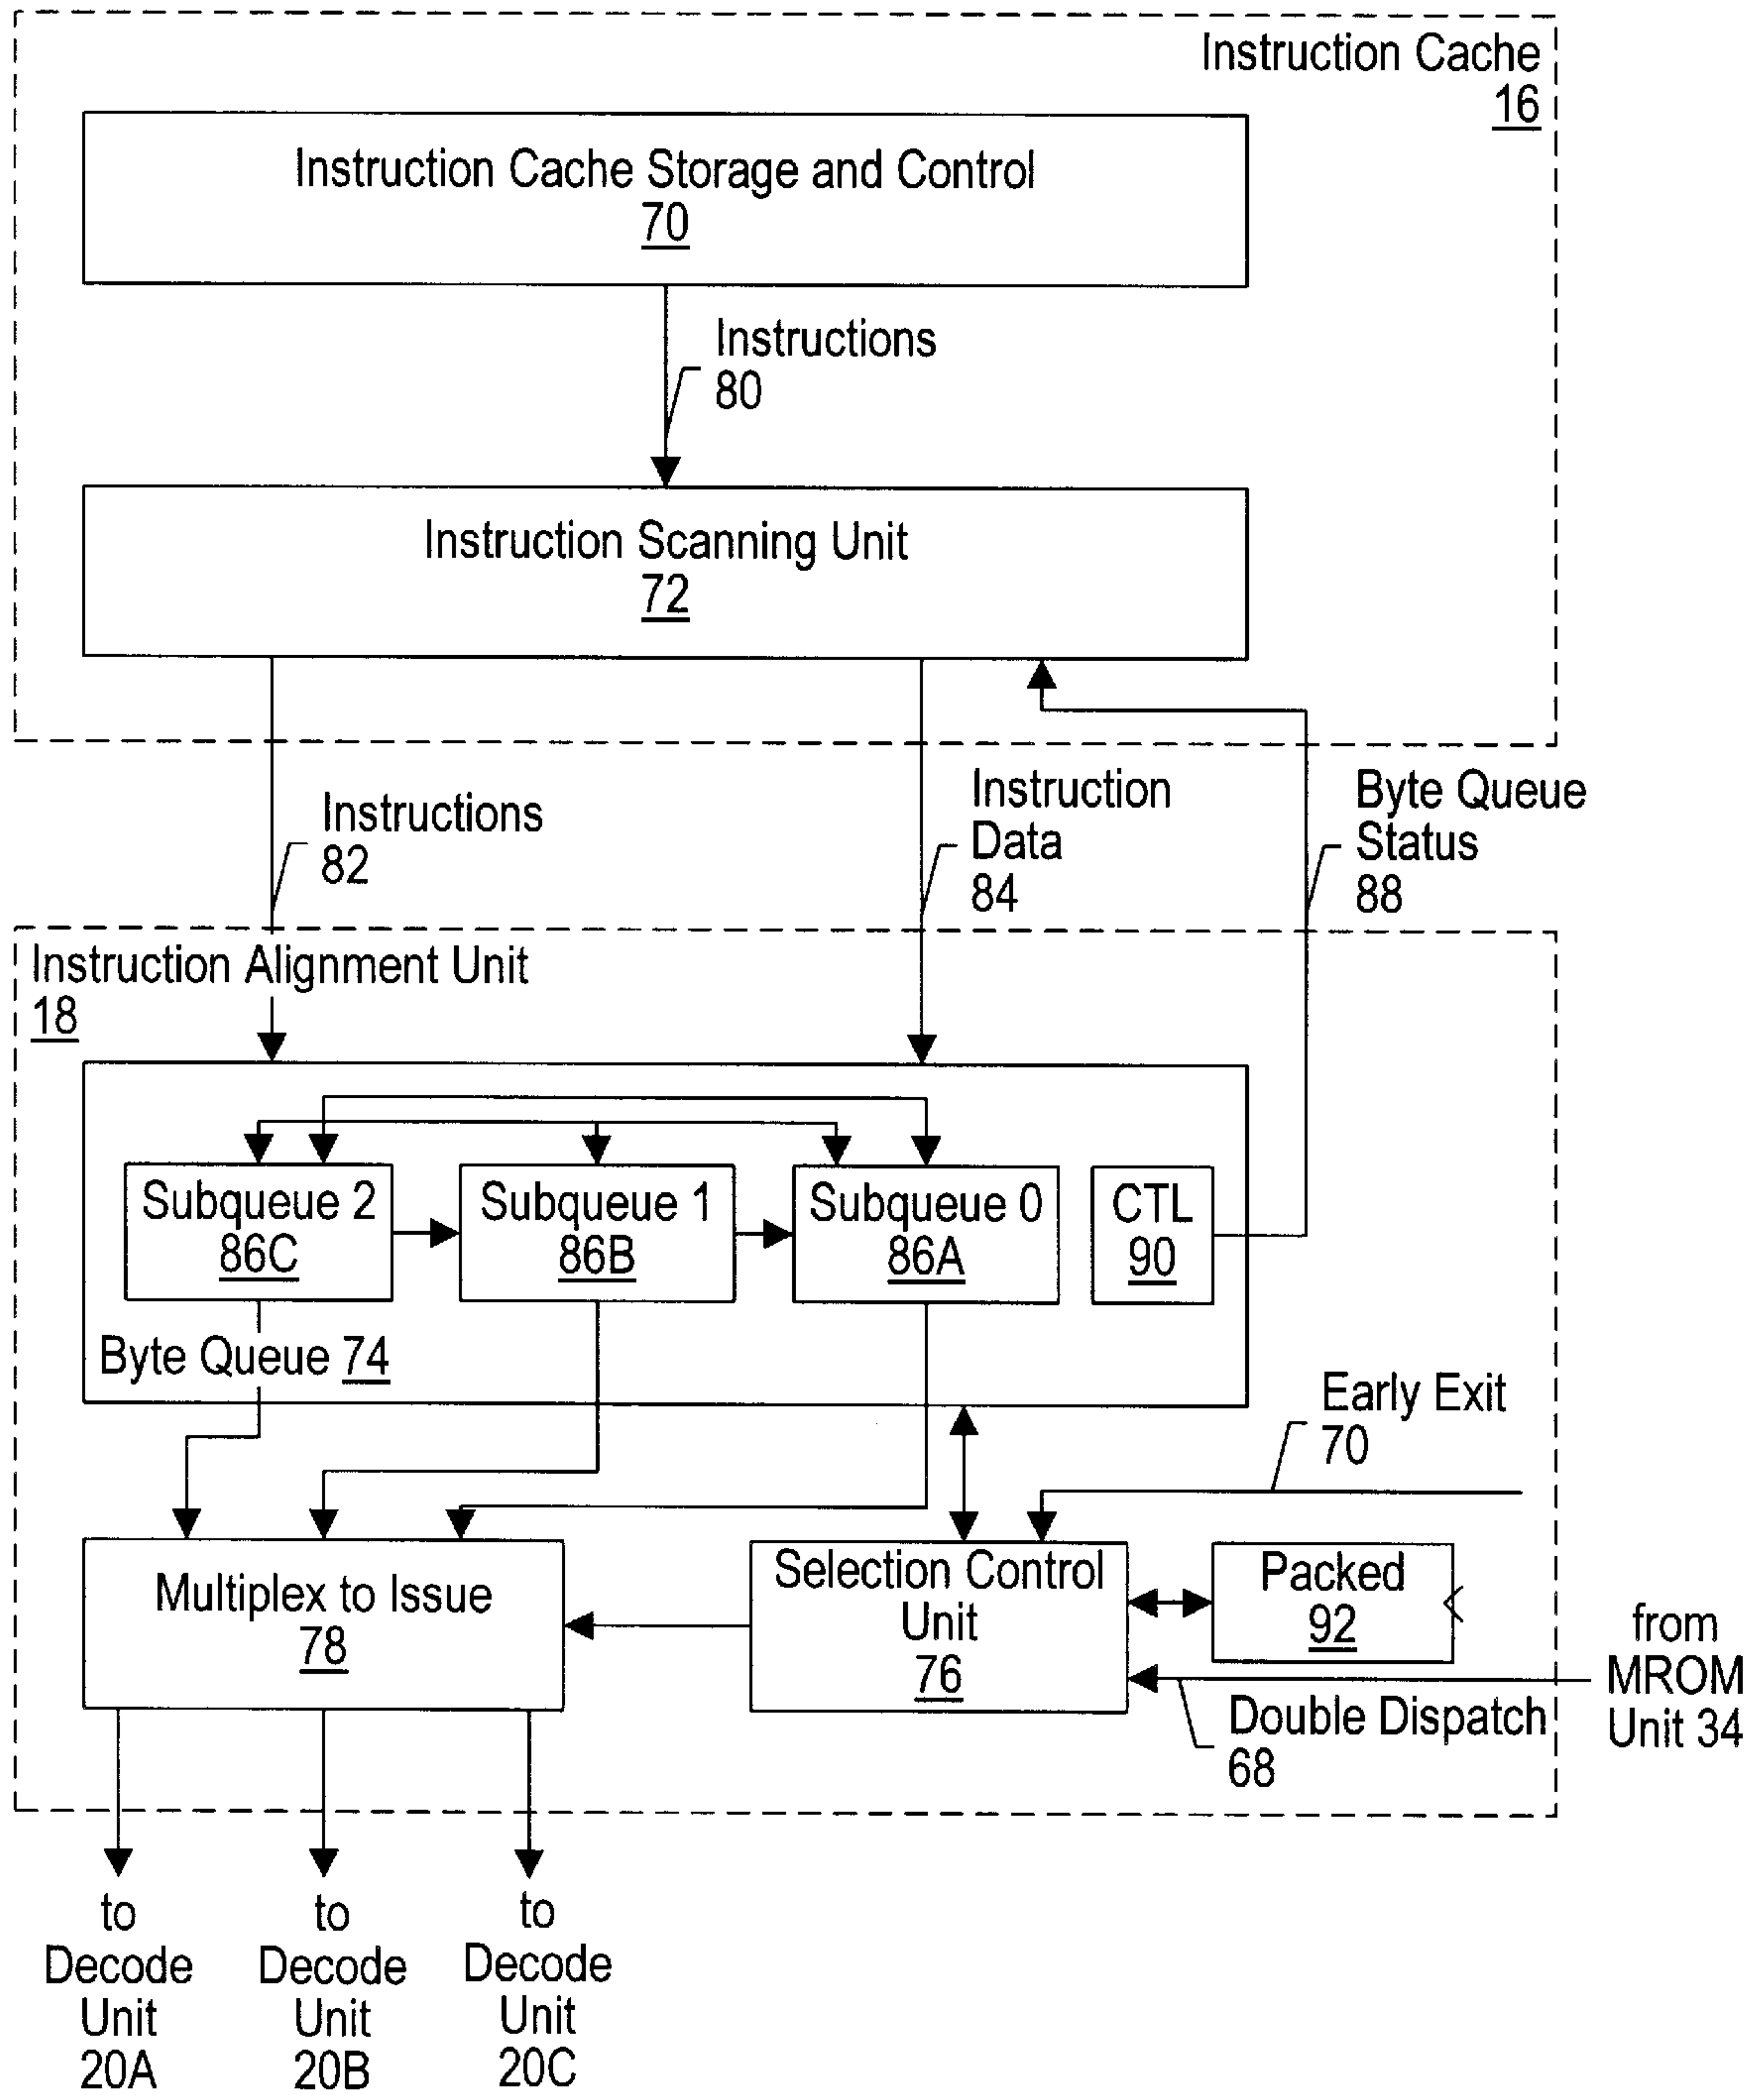 Instruction Cache
16
Instruction Cache Storage and Control
70
Instructions
80
Instruction Scanning Unit
72
Instructions
82
Instruction
Data
84
Byte Queue
Status
88
Instruction Alignment Unit
18
Subqueue 2
86C
Subqueue 1
86B
Subqueue 0
86A
CTL
90
Byte Queue 74
Early Exit
70
Multiplex to Issue
78
Selection Control
Unit
76
Packed
92
from
MROM
Unit 34
Double Dispatch
68
to
Decode
Unit
20A
to
Decode
Unit
20B
to
Decode
Unit
20C